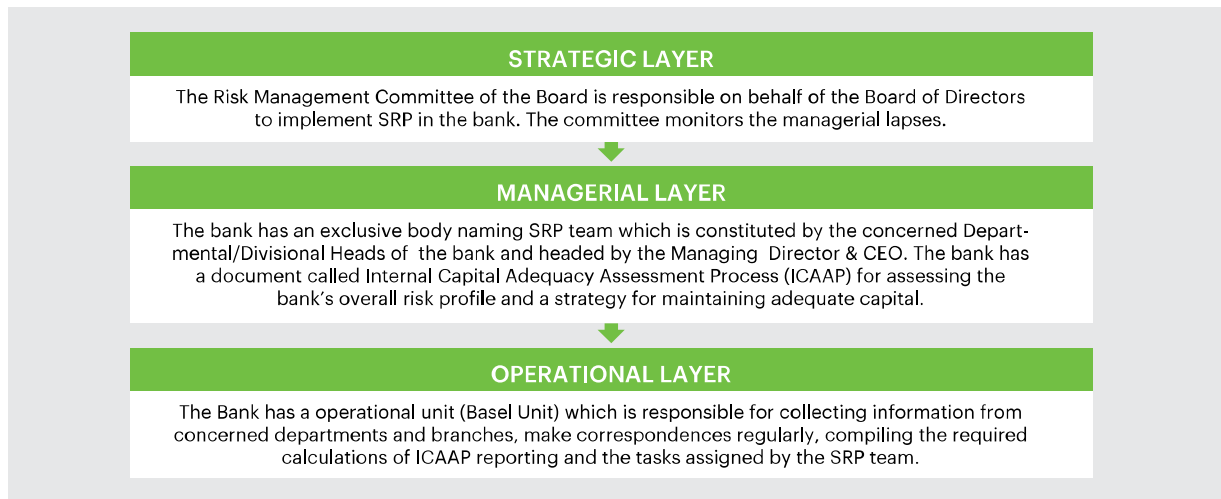 STRATEGIC LAYER
The Risk Management Committee of the Board is responsible on behalf of the Board of Directors
to implement SRP in the bank. The committee monitors the managerial lapses.
MANAGERIAL LAYER
The bank has an exclusive body naming SRP team which is constituted by the concerned Depart-
mental/Divisional Heads of the bank and headed by the Managing Director & CEO. The bank has
a document called Internal Capital Adequacy Assessment Process (ICAAP) for assessing the
bank's overall risk profile and a strategy for maintaining adequate capital.
OPERATIONAL LAYER
The Bank has a operational unit (Basel Unit) which is responsible for collecting information from
concerned departments and branches, make correspondences regularly, compiling the required
calculations of ICAAP reporting and the tasks assigned by the SRP team.